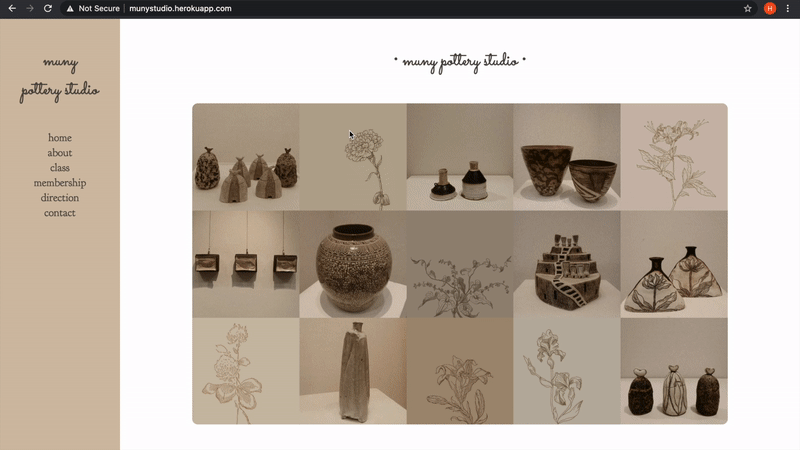 Not Secure | munystudio.herokuapp.com
H
muny
pottery studio
home
about
class
membership
direction
contact
• muny pottery studio •